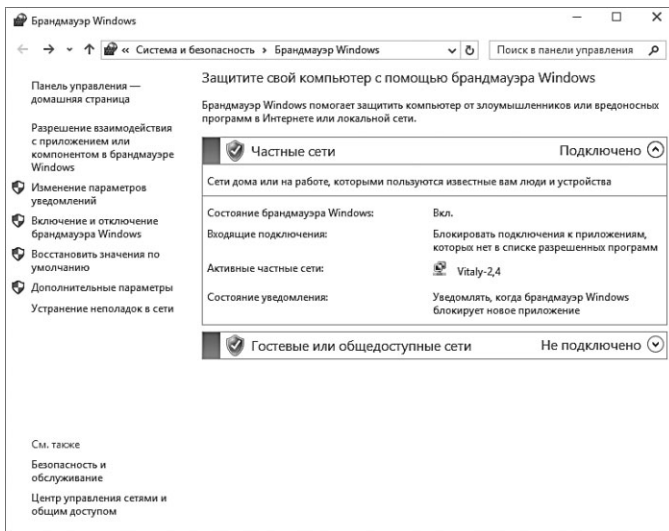 Брандмауэр Windows
« Система и безопасность › Брандмауэр Windows
Поиск в панели управления
Панель управления —
домашняя страница
Разрешение взаимодействия
с приложением или
компонентом в брандмауэре
Windows
Изменение параметров
уведомлений
Включение и отключение
брандмауэра Windows
Восстановить значения по
умолчанию
Дополнительные параметры
Устранение неполадок в сети
См. также
Безопасность и
обслуживание
Центр управления сетями и
общим доступом
Защитите свой компьютер с помощью брандмауэра Windows
Брандмауэр Windows помогает защитить компьютер от злоумышленников или вредоносных
программ в Интернете или локальной сети.
Частные сети Подключено
Сети дома или на работе, которыми пользуются известные вам люди и устройства
Состояние брандмауэра Windows: Вкл.
Входящие подключения: Блокировать подключения к приложениям,
которых нет в списке разрешенных программ
Активные частные сети: Vitaly-2,4
Состояние уведомления: Уведомлять, когда брандмауэр Windows
блокирует новое приложение
Гостевые или общедоступные сети Не подключено